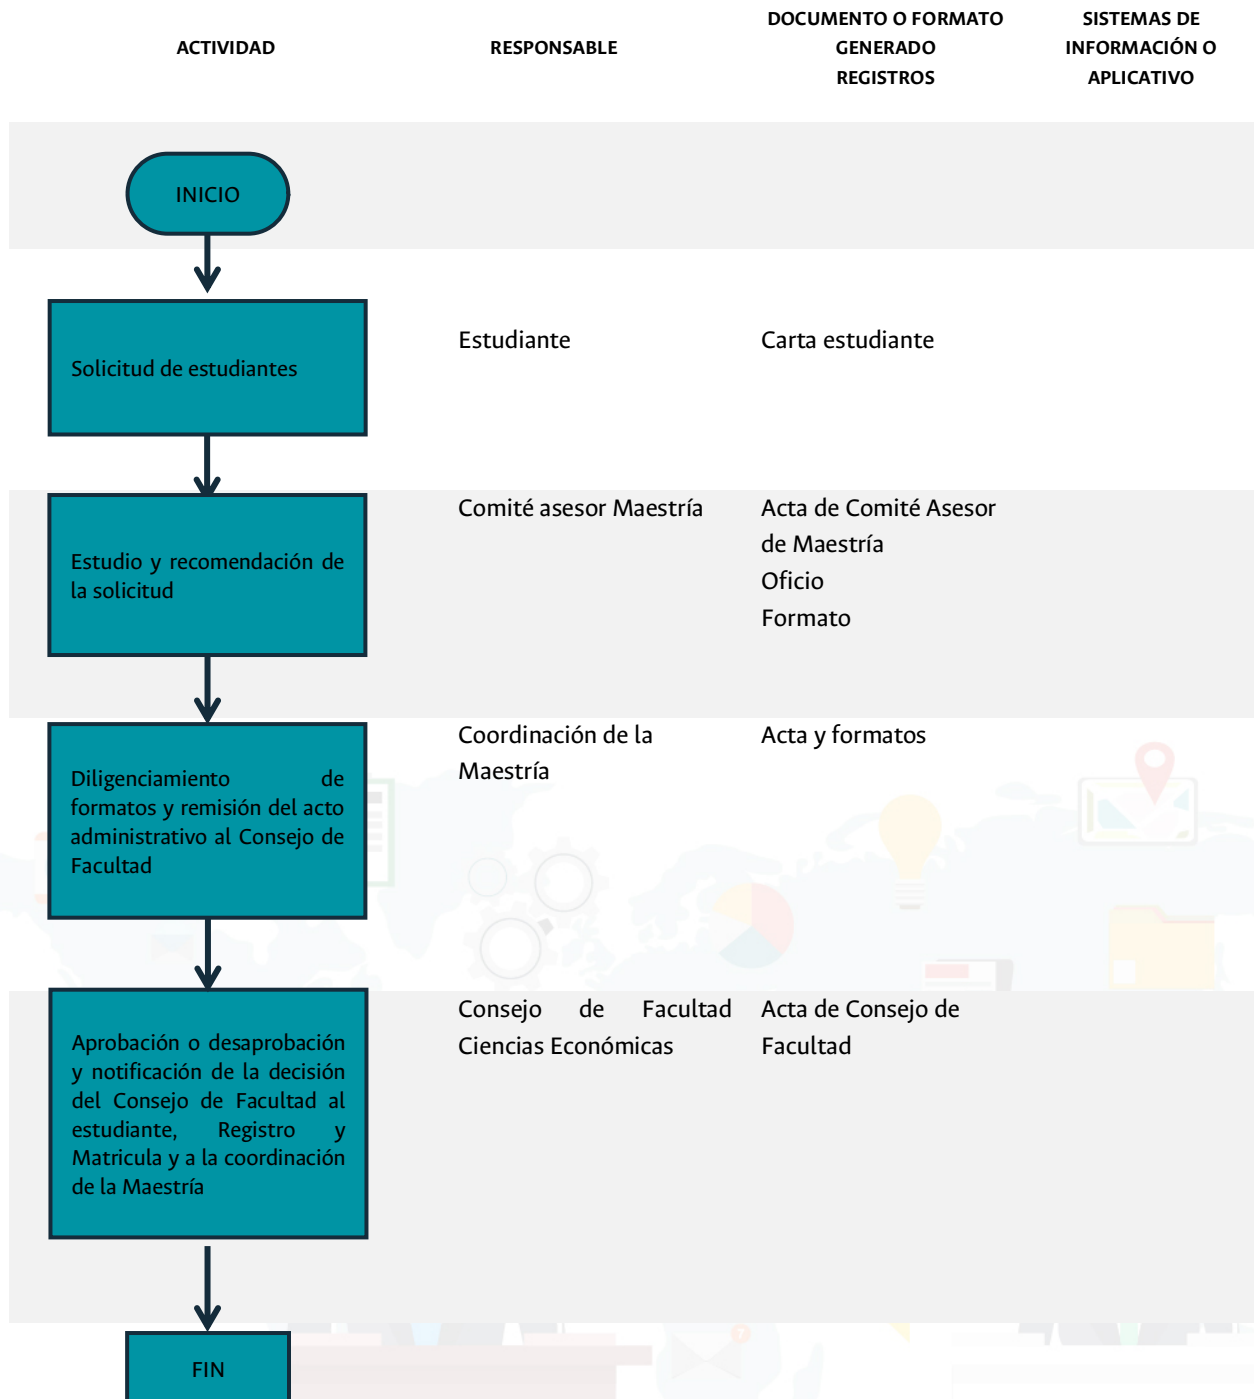 ACTIVIDAD
RESPONSABLE
DOCUMENTO O FORMATO
GENERADO
REGISTROS
SISTEMAS DE
INFORMACIÓN O
APLICATIVO
INICIO
Solicitud de estudiantes
Estudiante
Carta estudiante
Estudio y recomendación de
la solicitud
Comité asesor Maestría
Acta de Comité Asesor
de Maestría
Oficio
Formato
Diligenciamiento de
formatos y remisión del acto
administrativo al Consejo de
Facultad
Coordinación de la
Maestría
Acta y formatos
Aprobación o desaprobación
y notificación de la decisión
del Consejo de Facultad al
estudiante, Registro y
Matricula y a la coordinación
de la Maestría
Consejo de Facultad
Ciencias Económicas
Acta de Consejo de
Facultad
7
FIN